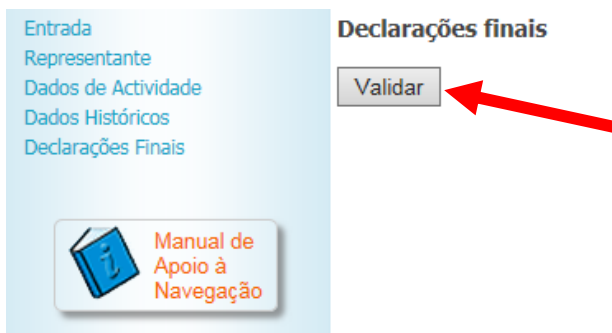 Entrada
Representante
Dados de Actividade
Dados Históricos
Declarações Finais
Manual de
Apoio à
Navegação
Declarações finais
Validar